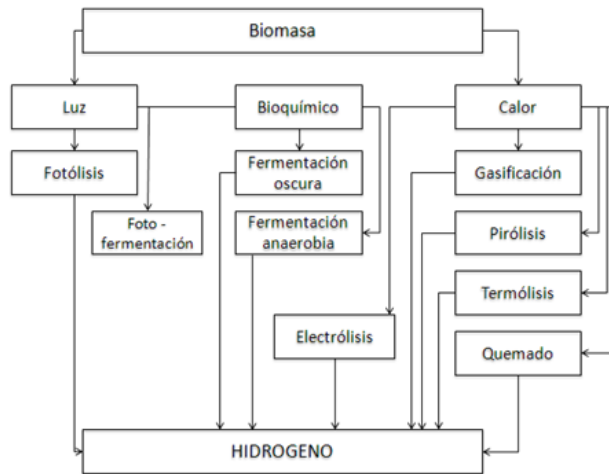 Biomasa
Luz
Bioquímico
Calor
Fotólisis
Fermentación
oscura
Gasificación
Foto -
fermentación
Fermentación
anaerobia
Pirólisis
Termólisis
Electrólisis
Quemado
HIDROGENO